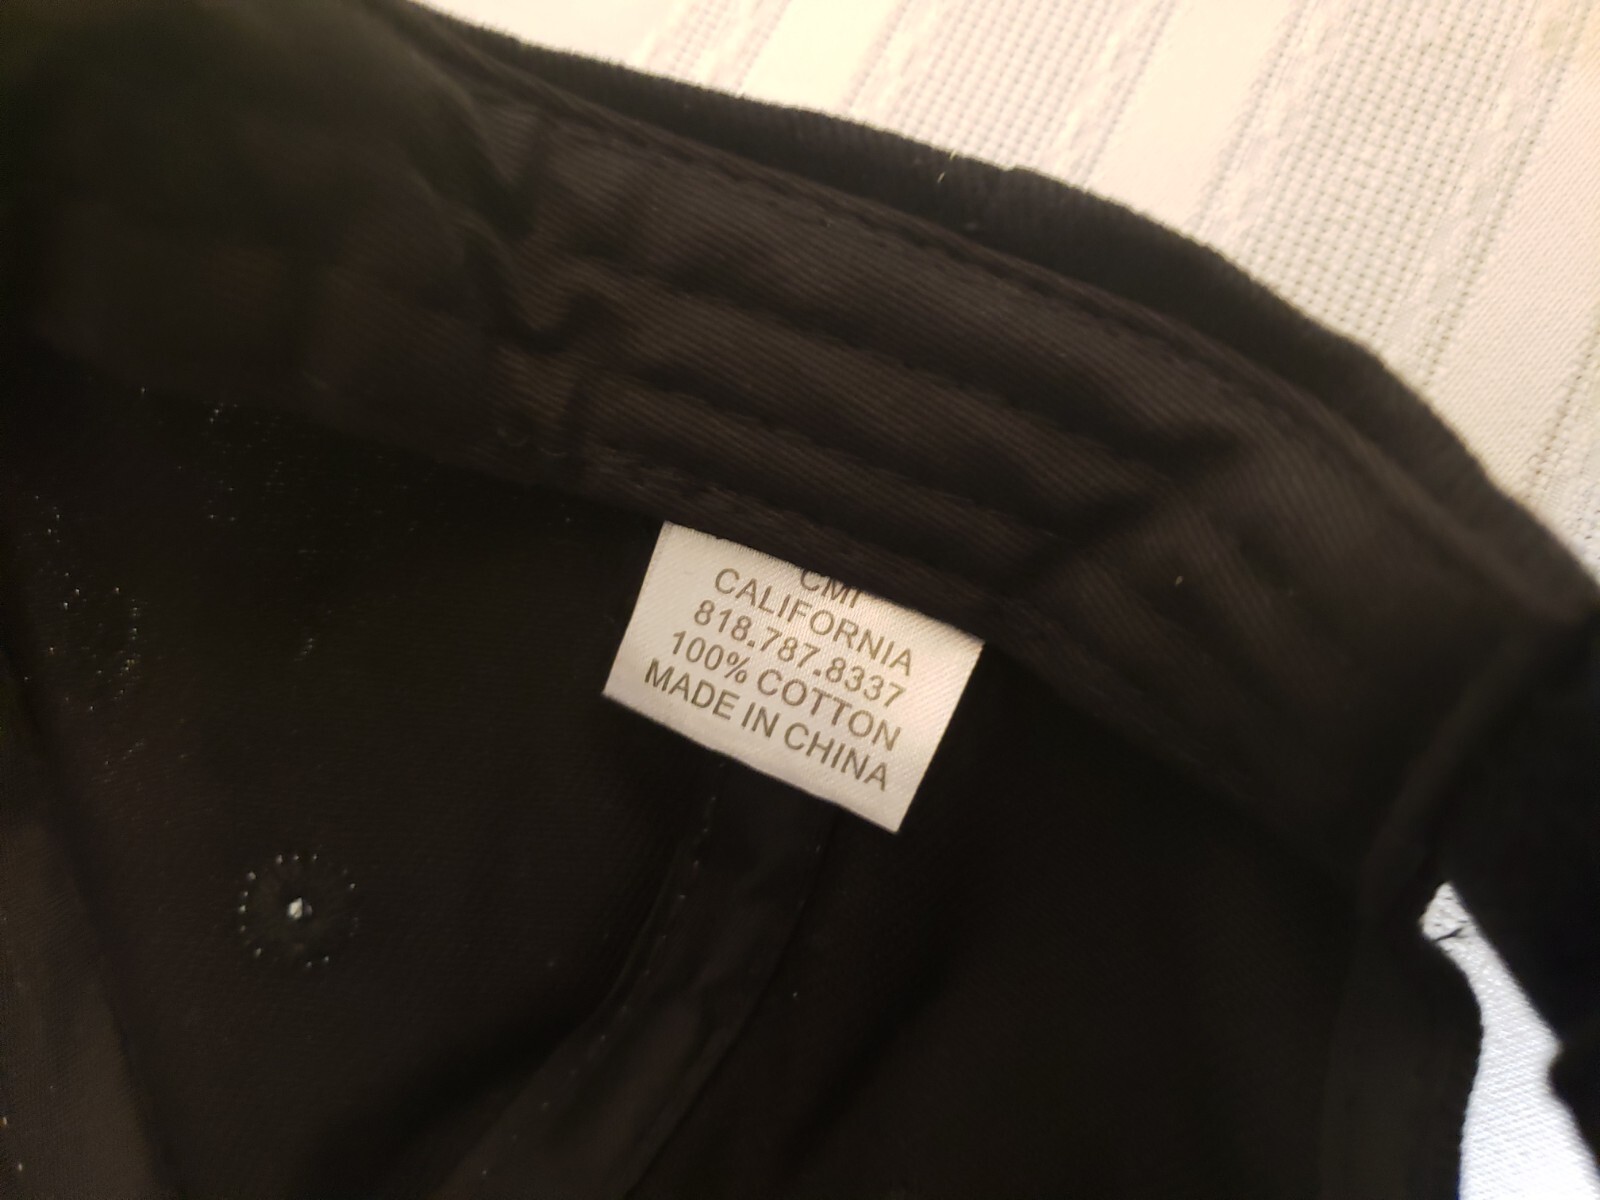 CMI
CALIFORNIA
818.787.8337
100% COTTON
MADE IN CHINA